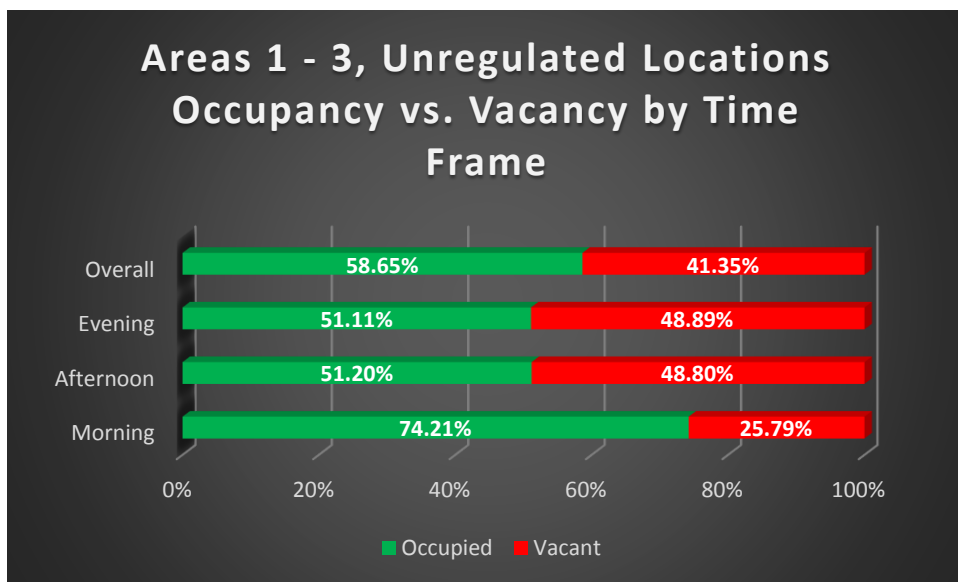 Areas 1 - 3, Unregulated Locations
Occupancy vs. Vacancy by Time
Frame
Overall 58.65% 41.35%
Evening 51.11% 48.89%
Afternoon 51.20% 48.80%
Morning 74.21% 25.79%
0% 20% 40% 60% 80% 100%
Occupied Vacant